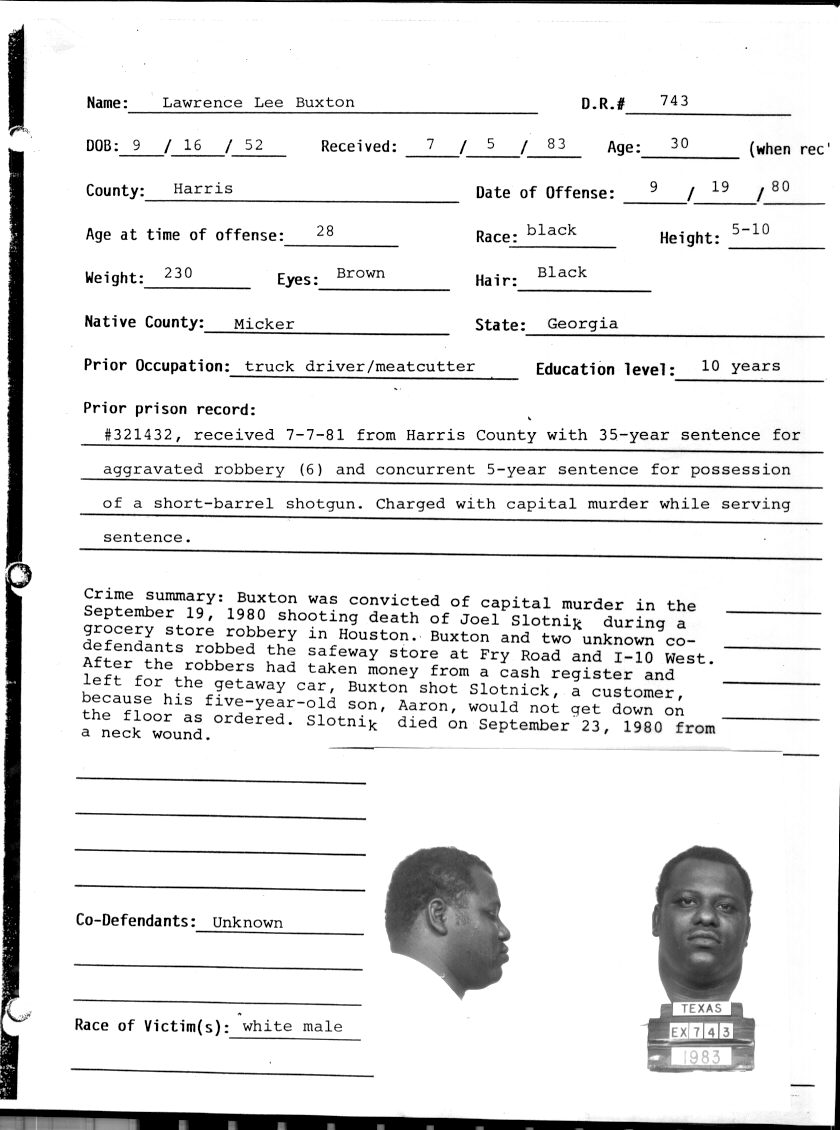 Name: Lawrence Lee Buxton D.R.# 743
DOB: 9 / 16 / 52 Received: 7 / 5 / 83 Age: 30 (when rec'
County: Harris Date of Offense: 9 / 19 / 80
Age at time of offense: 28 Race: black Height: 5-10
Weight: 230 Eyes: Brown Hair: Black
Native County: Micker State: Georgia
Prior Occupation: truck driver/meatcutter Education level: 10 years
Prior prison record:
#321432, received 7-7-81 from Harris County with 35-year sentence for
aggravated robbery (6) and concurrent 5-year sentence for possession
of a short-barrel shotgun. Charged with capital murder while serving
sentence.
Crime summary: Buxton was convicted of capital murder in the
September 19, 1980 shooting death of Joel Slotnik during a
grocery store robbery in Houston. Buxton and two unknown co-
defendants robbed the safeway store at Fry Road and I-10 West.
After the robbers had taken money from a cash register and
left for the getaway car, Buxton shot Slotnick, a customer,
because his five-year-old son, Aaron, would not get down on
the floor as ordered. Slotnik died on September 23, 1980 from
a neck wound.
Co-Defendants: Unknown
Race of Victim(s): white male
TEXAS
EX 7 4 3
1983